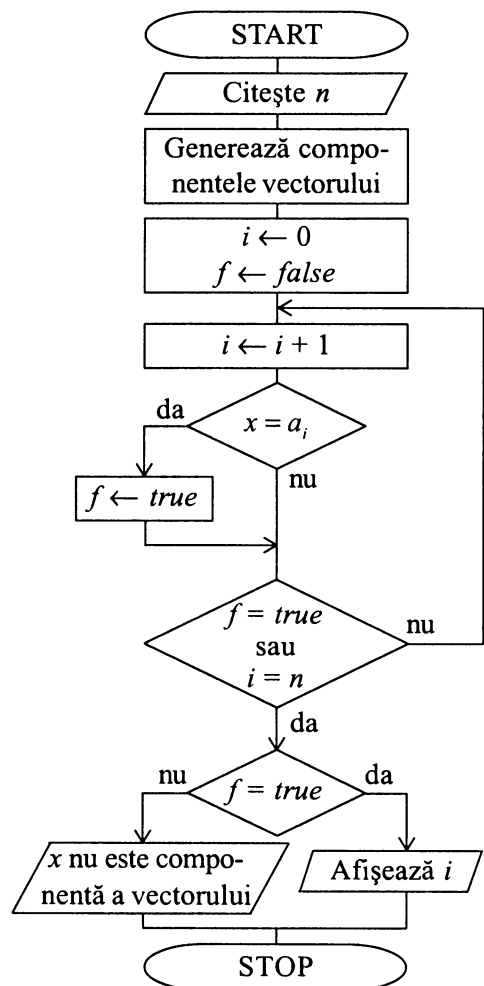 START
Citeşte n
Generează compo-
nentele vectorului
i ← 0
f ← false
i ← i + 1
da
x = aᵢ
f ← true
nu
f = true
sau
i = n
nu
da
nu
f = true
da
x nu este compo-
nentă a vectorului
Afişează i
STOP